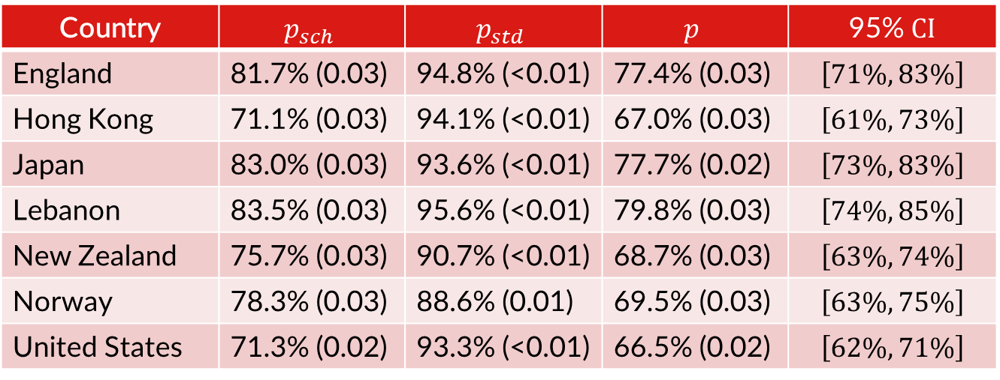 Country p_sch p_std p 95% CI
England 81.7% (0.03) 94.8% (<0.01) 77.4% (0.03) [71%, 83%]
Hong Kong 71.1% (0.03) 94.1% (<0.01) 67.0% (0.03) [61%, 73%]
Japan 83.0% (0.03) 93.6% (<0.01) 77.7% (0.02) [73%, 83%]
Lebanon 83.5% (0.03) 95.6% (<0.01) 79.8% (0.03) [74%, 85%]
New Zealand 75.7% (0.03) 90.7% (<0.01) 68.7% (0.03) [63%, 74%]
Norway 78.3% (0.03) 88.6% (0.01) 69.5% (0.03) [63%, 75%]
United States 71.3% (0.02) 93.3% (<0.01) 66.5% (0.02) [62%, 71%]